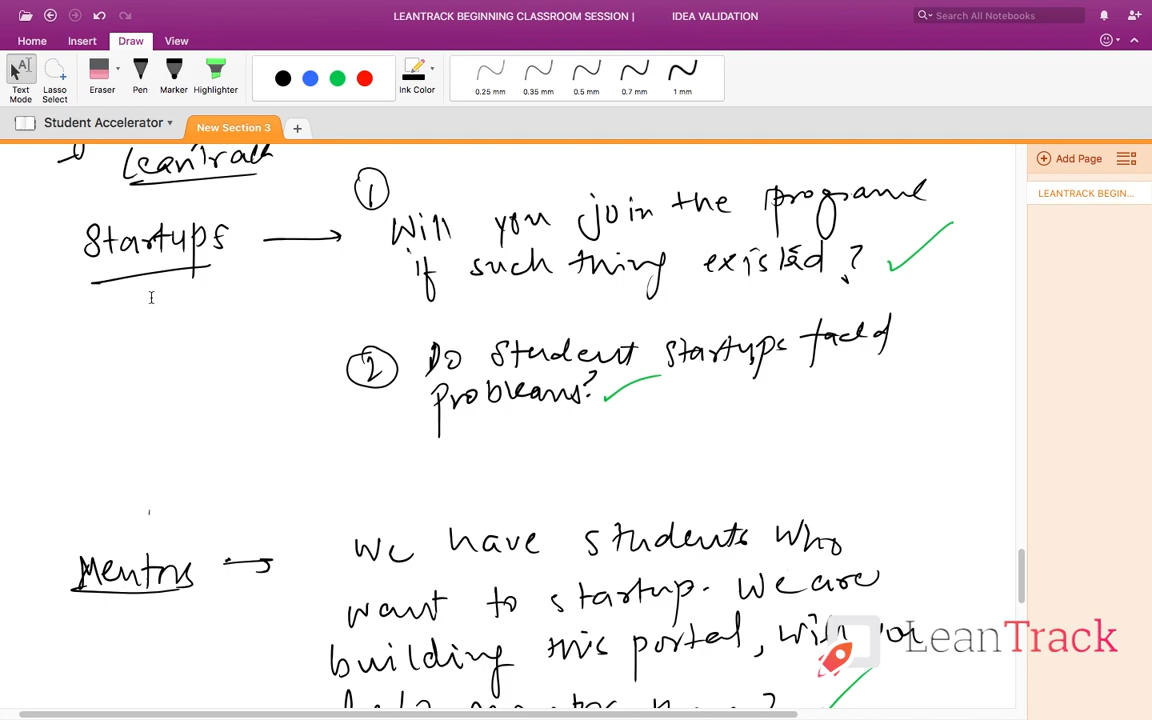 LEANTRACK BEGINNING CLASSROOM SESSION | IDEA VALIDATION
Search All Notebooks
Home Insert Draw View
Text Mode
Lasso Select
Eraser
Pen
Marker
Highlighter
Ink Color
0.25 mm 0.35 mm 0.5 mm 0.7 mm 1 mm
Student Accelerator
New Section 3
+
Add Page
LEANTRACK BEGIN...
LeanTrack
Startups
1
Will you join the programe
if such thing existed?
2
Do Student startups faced
problems?
Mentors
We have students who
want to startup. We are
building this portal, with
LeanTrack